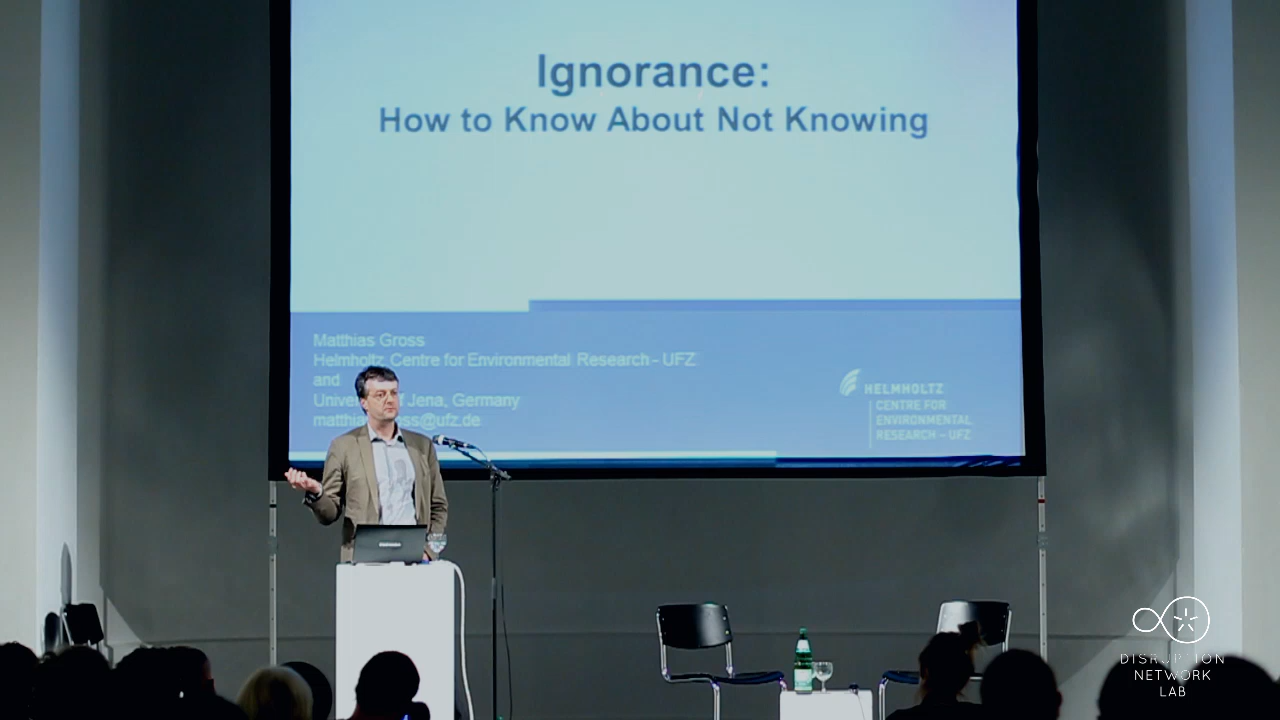 Ignorance:
How to Know About Not Knowing
Matthias Gross
Helmholtz Centre for Environmental Research - UFZ
and
Jena, Germany
HELMHOLTZ
CENTRE FOR
ENVIRONMENTAL
RESEARCH – UFZ
DISRUPTION
NETWORK
LAB